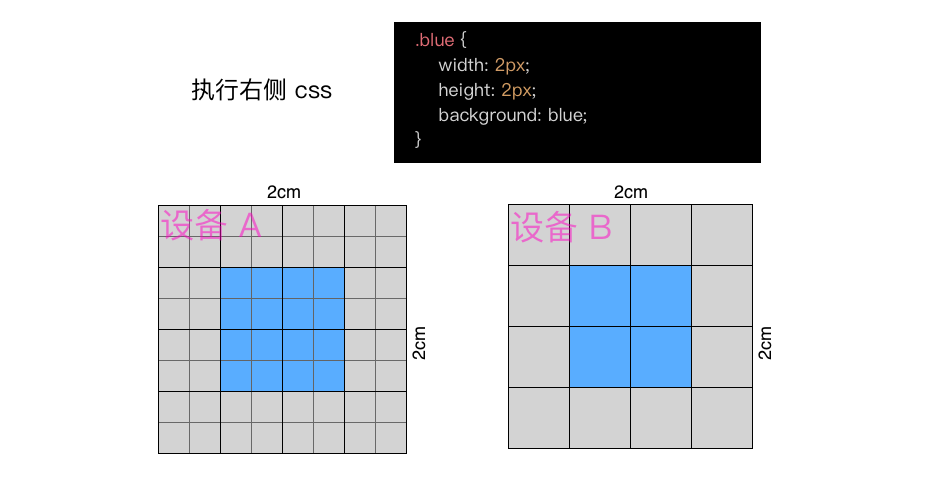 执行右侧 css
.blue {
width: 2px;
height: 2px;
background: blue;
}
2cm
2cm
设备 A
设备 B
2cm
2cm